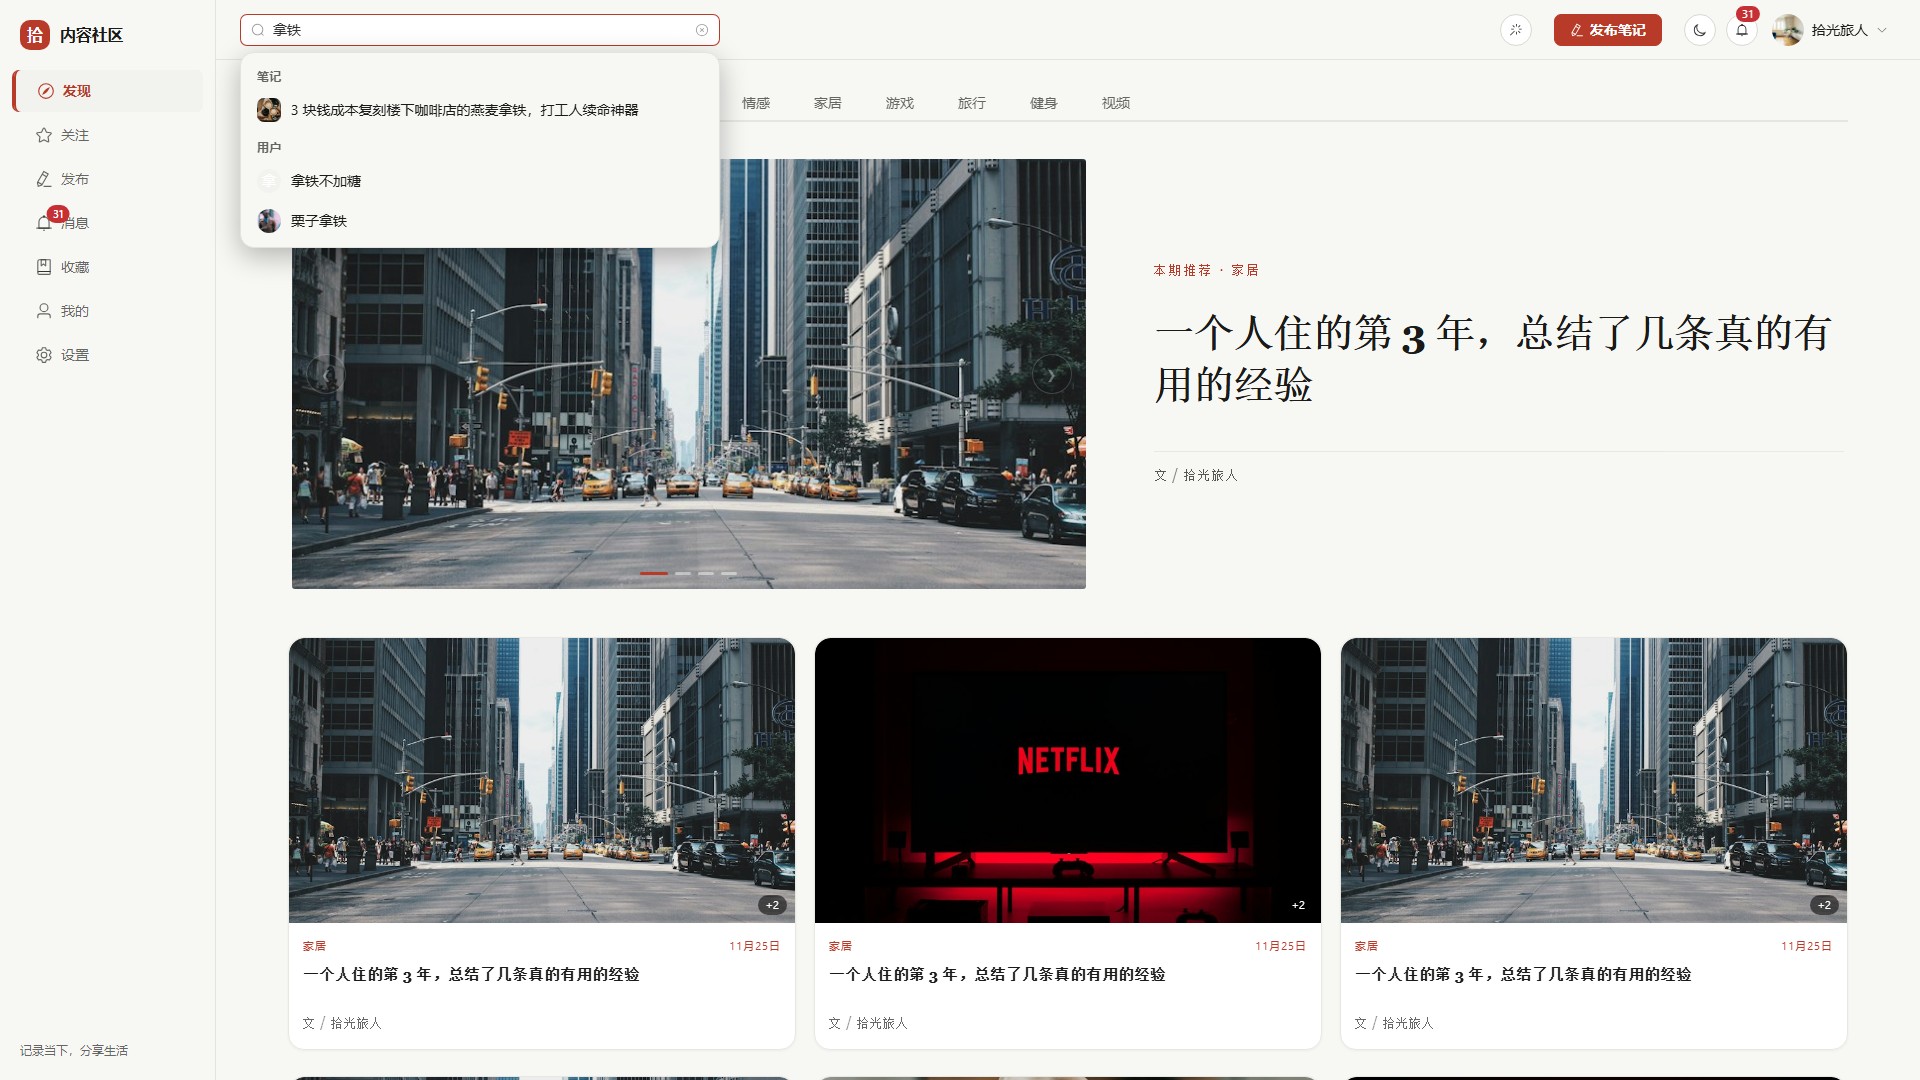 拾 内容社区
发现
关注
发布
31
消息
收藏
我的
设置
记录当下，分享生活
拿铁
发布笔记
31
拾光旅人
笔记
3 块钱成本复刻楼下咖啡店的燕麦拿铁，打工人续命神器
用户
拿铁不加糖
栗子拿铁
情感 家居 游戏 旅行 健身 视频
本期推荐 · 家居
一个人住的第 3 年，总结了几条真的有
用的经验
文 / 拾光旅人
+2
家居 11月25日
一个人住的第 3 年，总结了几条真的有用的经验
文 / 拾光旅人
NETFLIX
+2
家居 11月25日
一个人住的第 3 年，总结了几条真的有用的经验
文 / 拾光旅人
+2
家居 11月25日
一个人住的第 3 年，总结了几条真的有用的经验
文 / 拾光旅人